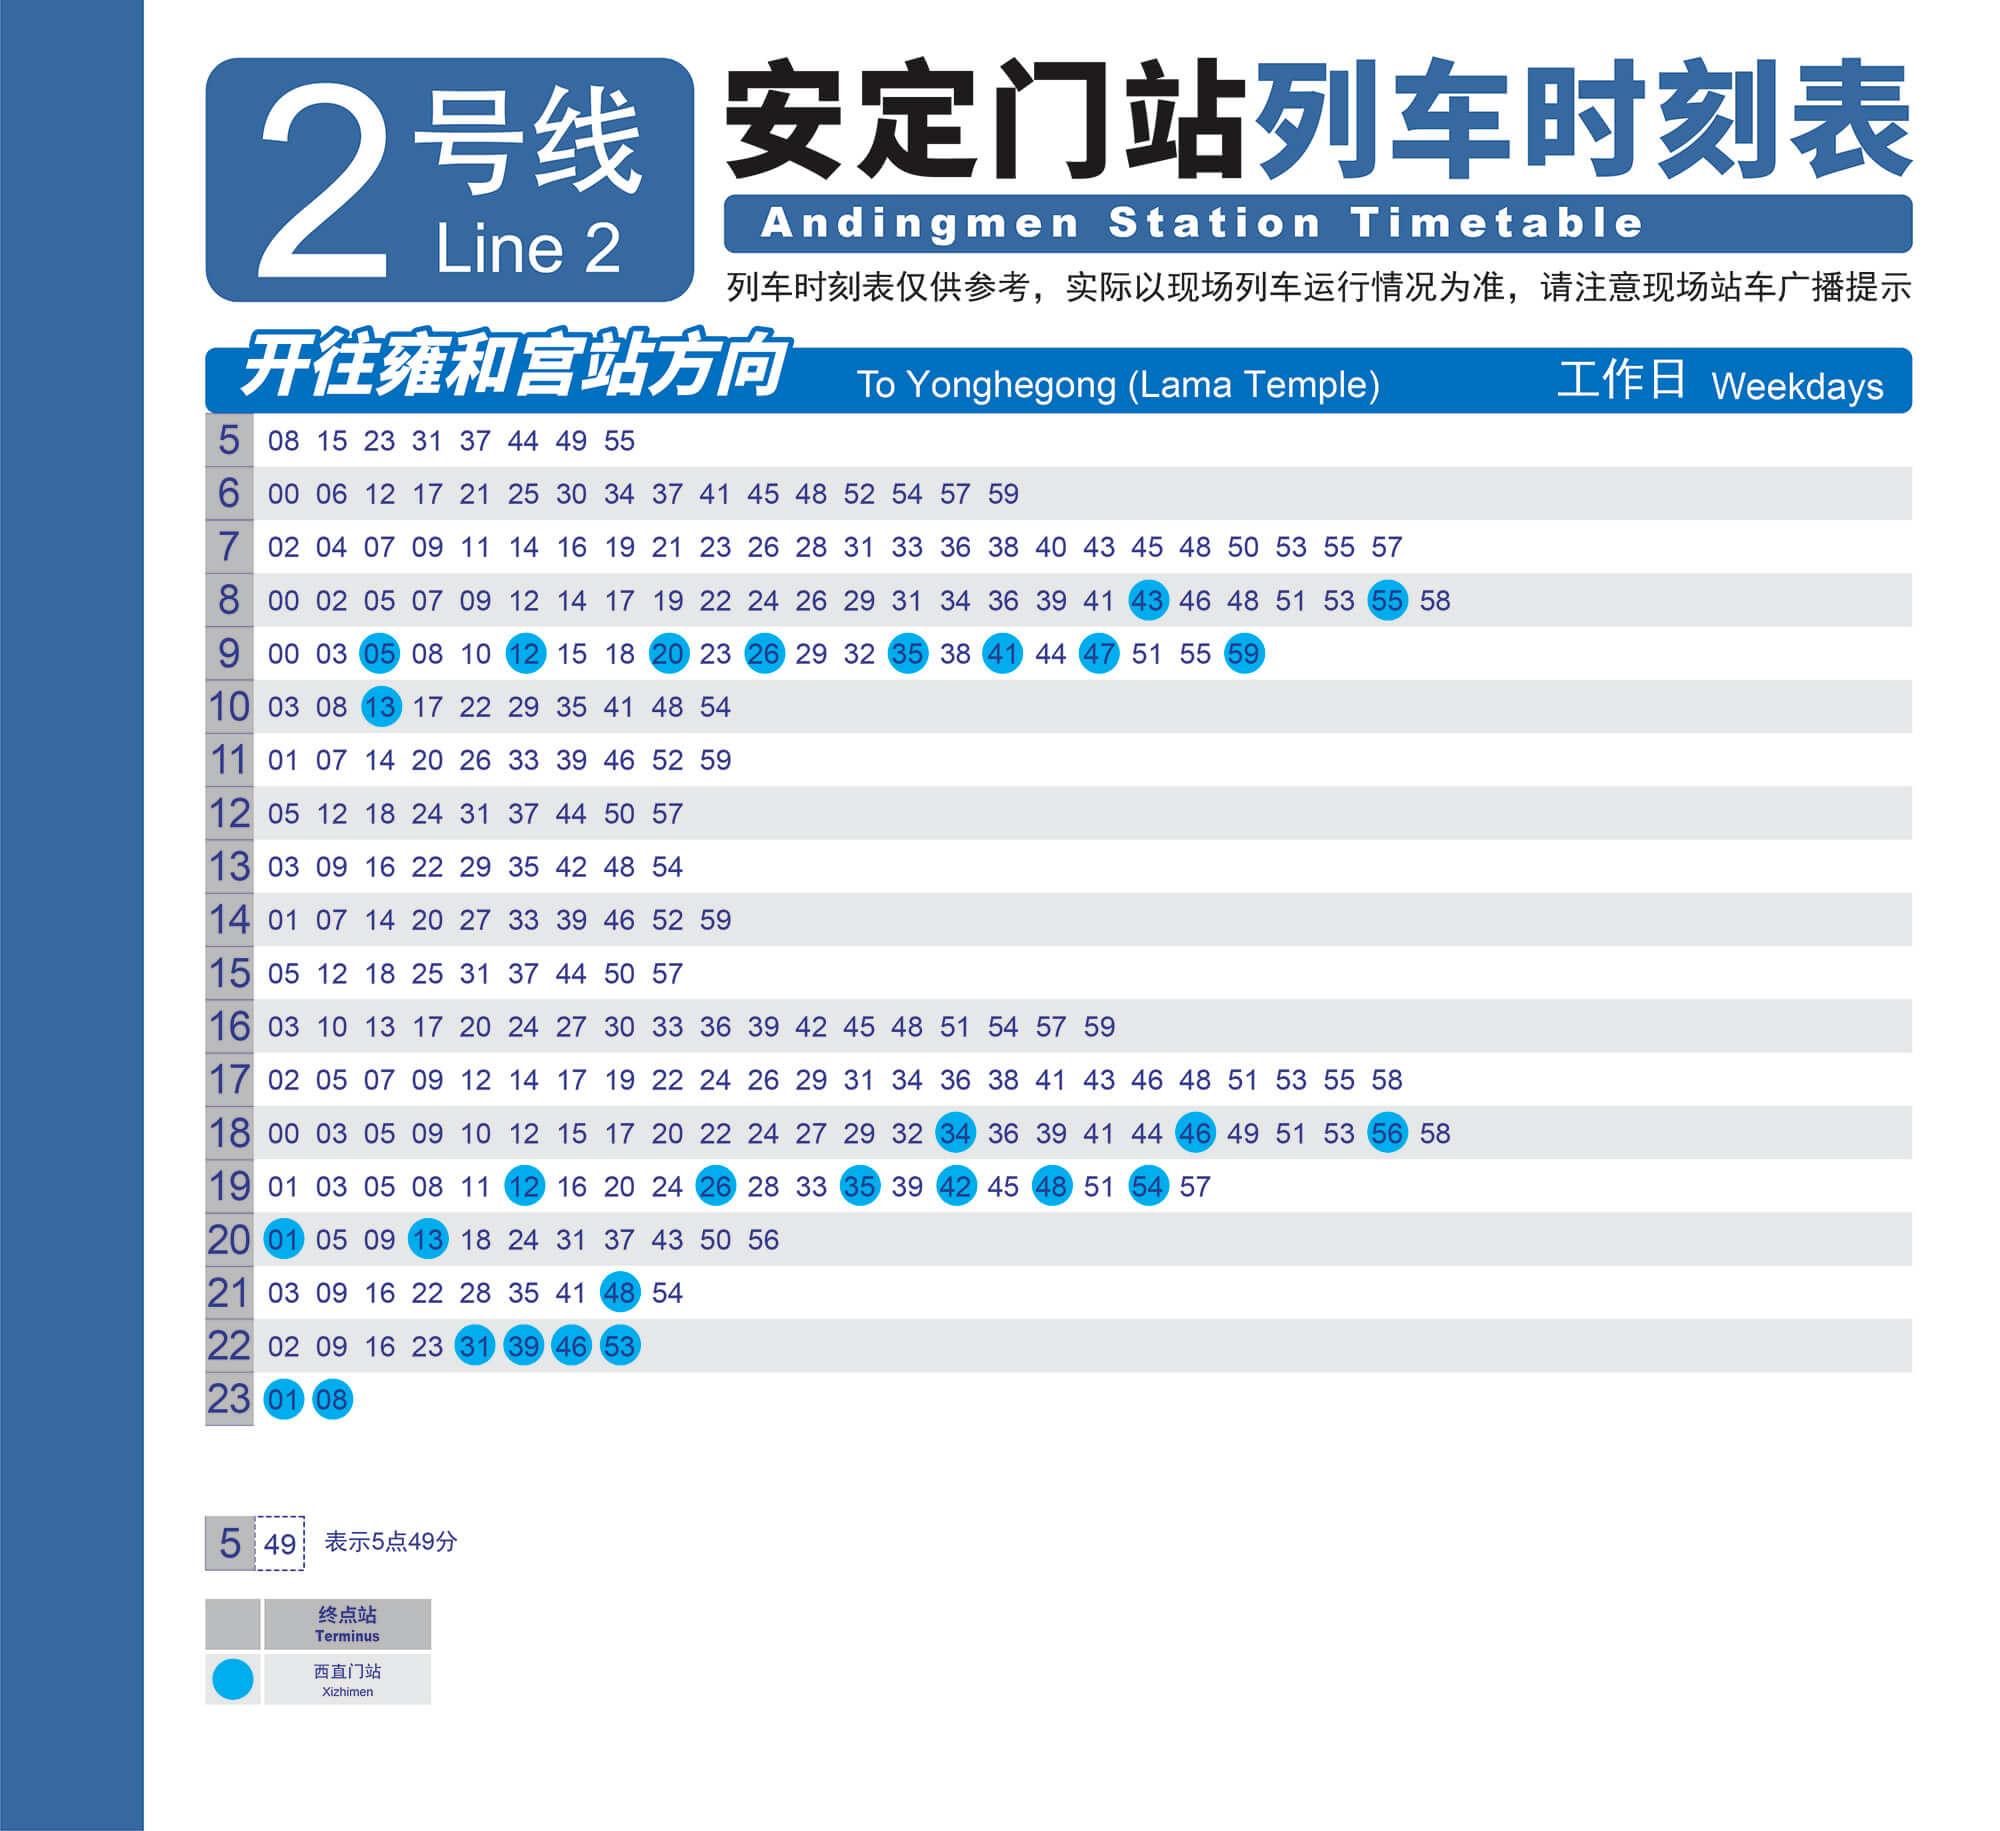 2号线
Line 2
安定门站列车时刻表
Andingmen Station Timetable
列车时刻表仅供参考，实际以现场列车运行情况为准，请注意现场站车广播提示
开往雍和宫站方向 To Yonghegong (Lama Temple) 工作日 Weekdays
5 08 15 23 31 37 44 49 55
6 00 06 12 17 21 25 30 34 37 41 45 48 52 54 57 59
7 02 04 07 09 11 14 16 19 21 23 26 28 31 33 36 38 40 43 45 48 50 53 55 57
8 00 02 05 07 09 12 14 17 19 22 24 26 29 31 34 36 39 41 43 46 48 51 53 55 58
9 00 03 05 08 10 12 15 18 20 23 26 29 32 35 38 41 44 47 51 55 59
10 03 08 13 17 22 29 35 41 48 54
11 01 07 14 20 26 33 39 46 52 59
12 05 12 18 24 31 37 44 50 57
13 03 09 16 22 29 35 42 48 54
14 01 07 14 20 27 33 39 46 52 59
15 05 12 18 25 31 37 44 50 57
16 03 10 13 17 20 24 27 30 33 36 39 42 45 48 51 54 57 59
17 02 05 07 09 12 14 17 19 22 24 26 29 31 34 36 38 41 43 46 48 51 53 55 58
18 00 03 05 09 10 12 15 17 20 22 24 27 29 32 34 36 39 41 44 46 49 51 53 56 58
19 01 03 05 08 11 12 16 20 24 26 28 33 35 39 42 45 48 51 54 57
20 01 05 09 13 18 24 31 37 43 50 56
21 03 09 16 22 28 35 41 48 54
22 02 09 16 23 31 39 46 53
23 01 08
5 49 表示5点49分
终点站
Terminus
西直门站
Xizhimen